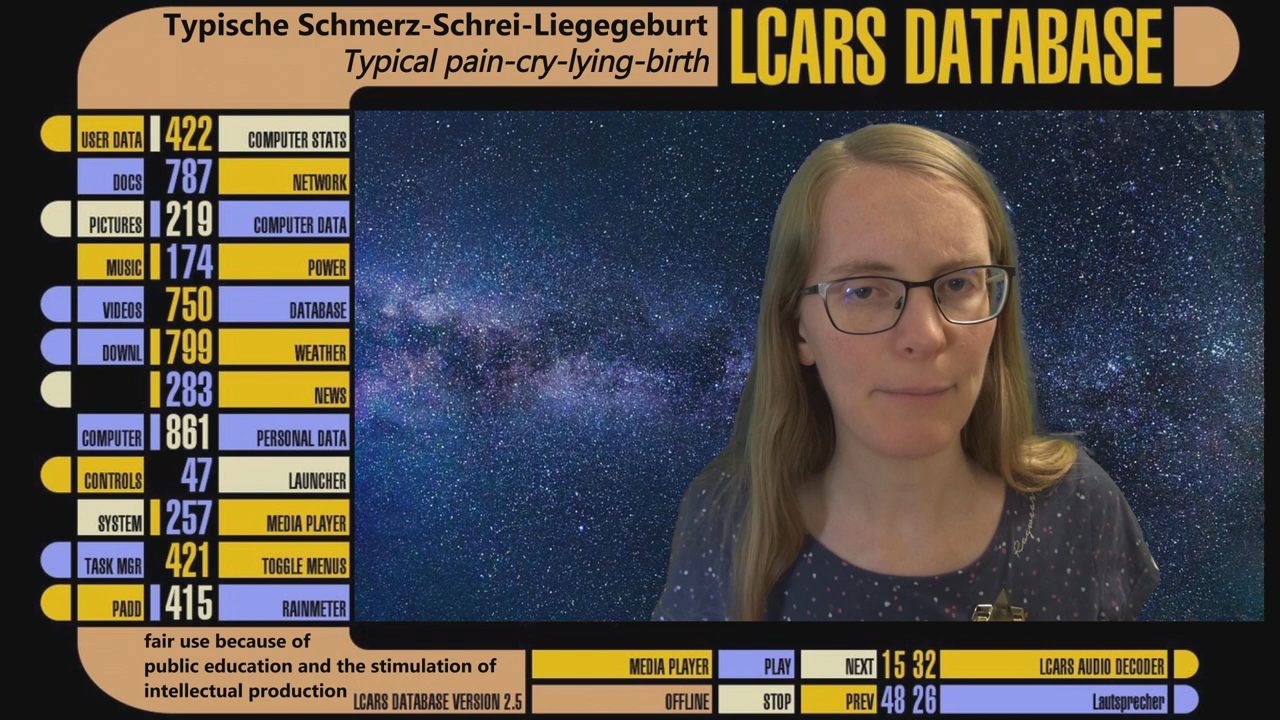 Typische Schmerz-Schrei-Liegegeburt
Typical pain-cry-lying-birth
LCARS DATABASE
USER DATA 422 COMPUTER STATS
DOCS 787 NETWORK
PICTURES 219 COMPUTER DATA
MUSIC 174 POWER
VIDEOS 750 DATABASE
DOWNL 799 WEATHER
283 NEWS
COMPUTER 861 PERSONAL DATA
CONTROLS 47 LAUNCHER
SYSTEM 257 MEDIA PLAYER
TASK MGR 421 TOGGLE MENUS
PADD 415 RAINMETER
fair use because of
public education and the stimulation of
intellectual production
LCARS DATABASE VERSION 2.5
MEDIA PLAYER PLAY NEXT 15 32 LCARS AUDIO DECODER
OFFLINE STOP PREV 48 26 Lautsprecher